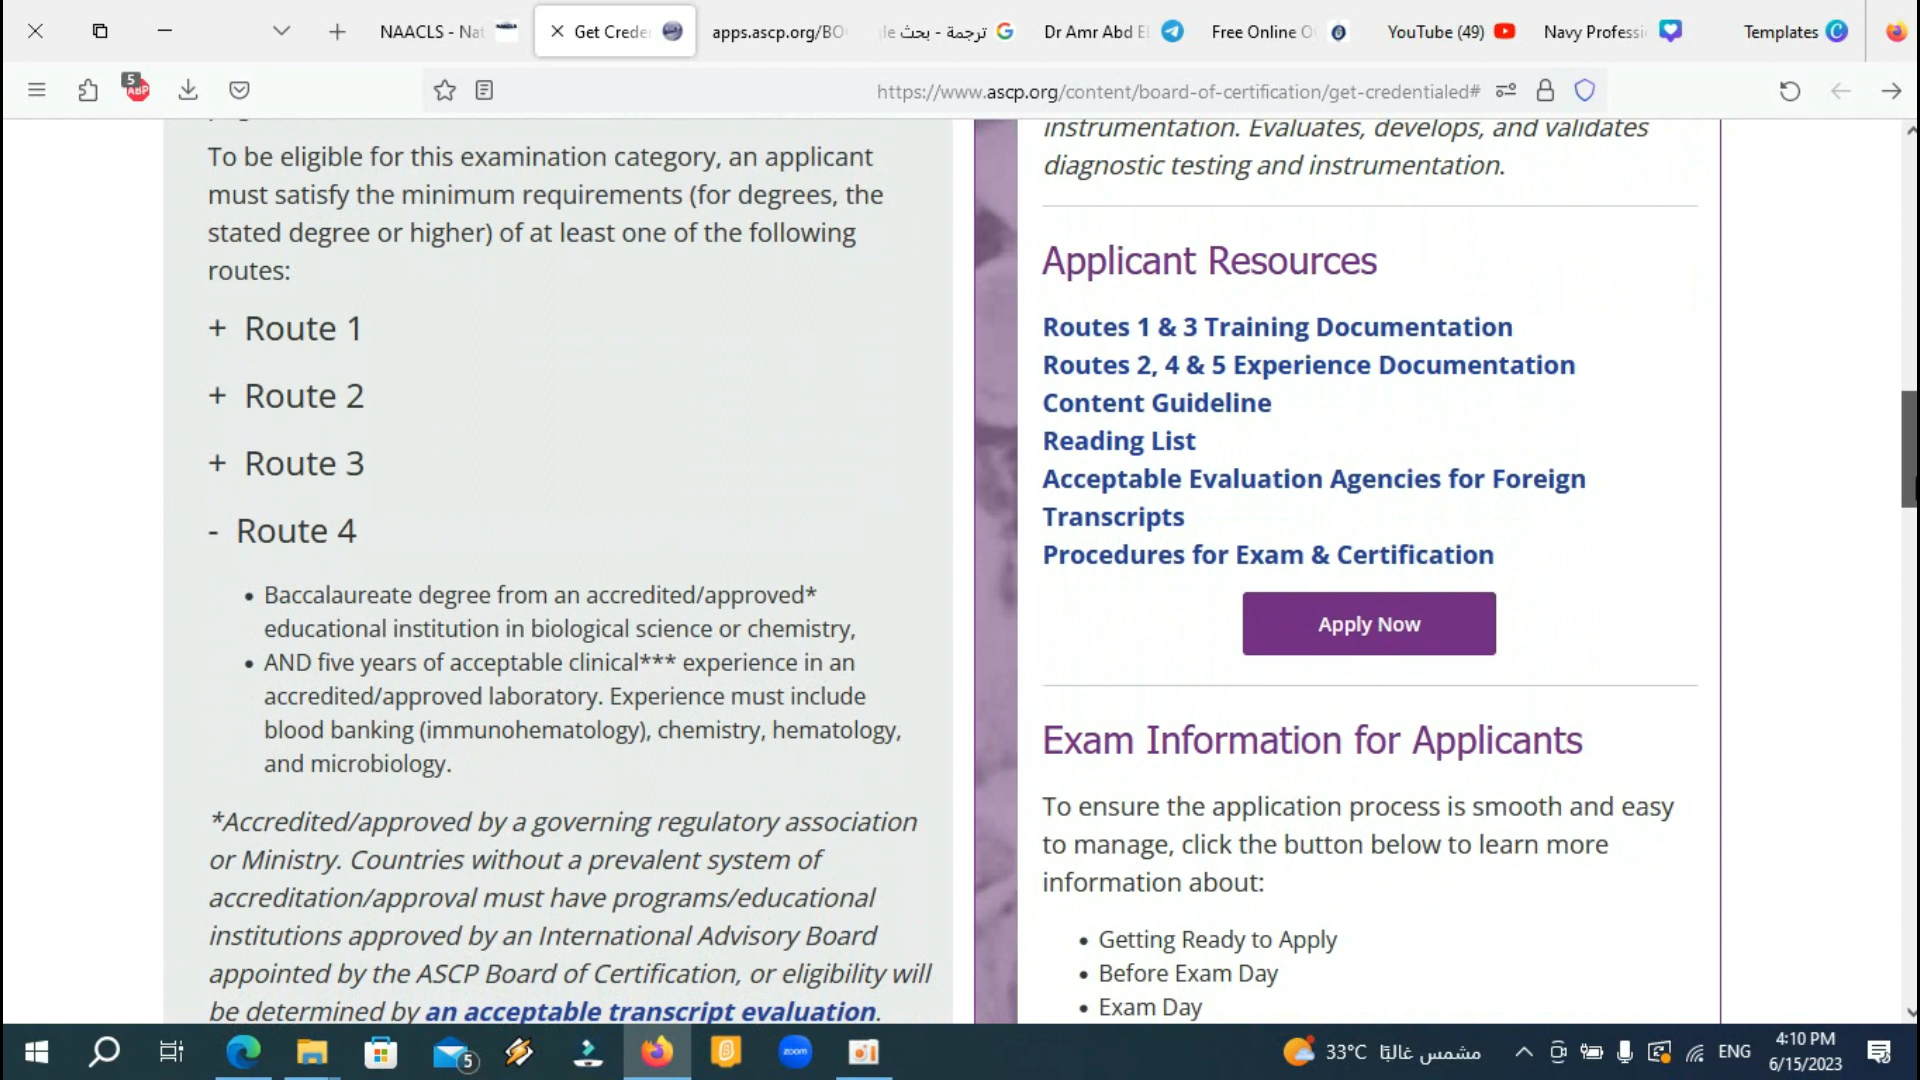 NAACLS - Nat
Get Crede
apps.ascp.org/BO
ترجمة - بحث
Dr Amr Abd El
Free Online O
YouTube (49)
Navy Professi
Templates
5
ABP
https://www.ascp.org/content/board-of-certification/get-credentialed#
To be eligible for this examination category, an applicant
must satisfy the minimum requirements (for degrees, the
stated degree or higher) of at least one of the following
routes:
+ Route 1
+ Route 2
+ Route 3
- Route 4
• Baccalaureate degree from an accredited/approved*
educational institution in biological science or chemistry,
• AND five years of acceptable clinical*** experience in an
accredited/approved laboratory. Experience must include
blood banking (immunohematology), chemistry, hematology,
and microbiology.
*Accredited/approved by a governing regulatory association
or Ministry. Countries without a prevalent system of
accreditation/approval must have programs/educational
institutions approved by an International Advisory Board
appointed by the ASCP Board of Certification, or eligibility will
be determined by an acceptable transcript evaluation.
instrumentation. Evaluates, develops, and validates
diagnostic testing and instrumentation.
Applicant Resources
Routes 1 & 3 Training Documentation
Routes 2, 4 & 5 Experience Documentation
Content Guideline
Reading List
Acceptable Evaluation Agencies for Foreign
Transcripts
Procedures for Exam & Certification
Apply Now
Exam Information for Applicants
To ensure the application process is smooth and easy
to manage, click the button below to learn more
information about:
• Getting Ready to Apply
• Before Exam Day
• Exam Day
5
zoom
33°C مشمس غالبًا
ENG
4:10 PM
6/15/2023